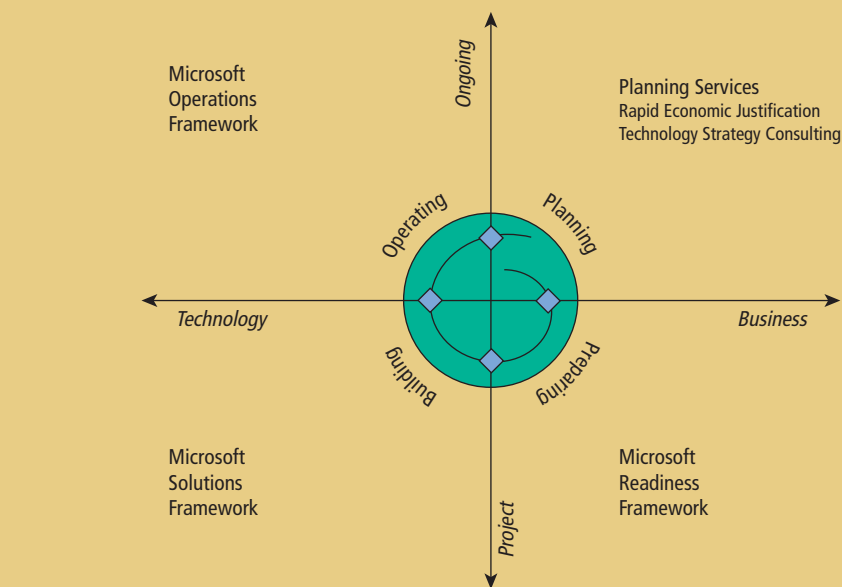 Microsoft
Operations
Framework
Ongoing
Planning Services
Rapid Economic Justification
Technology Strategy Consulting
Operating
Planning
Technology
Business
Building
Preparing
Microsoft
Solutions
Framework
Project
Microsoft
Readiness
Framework